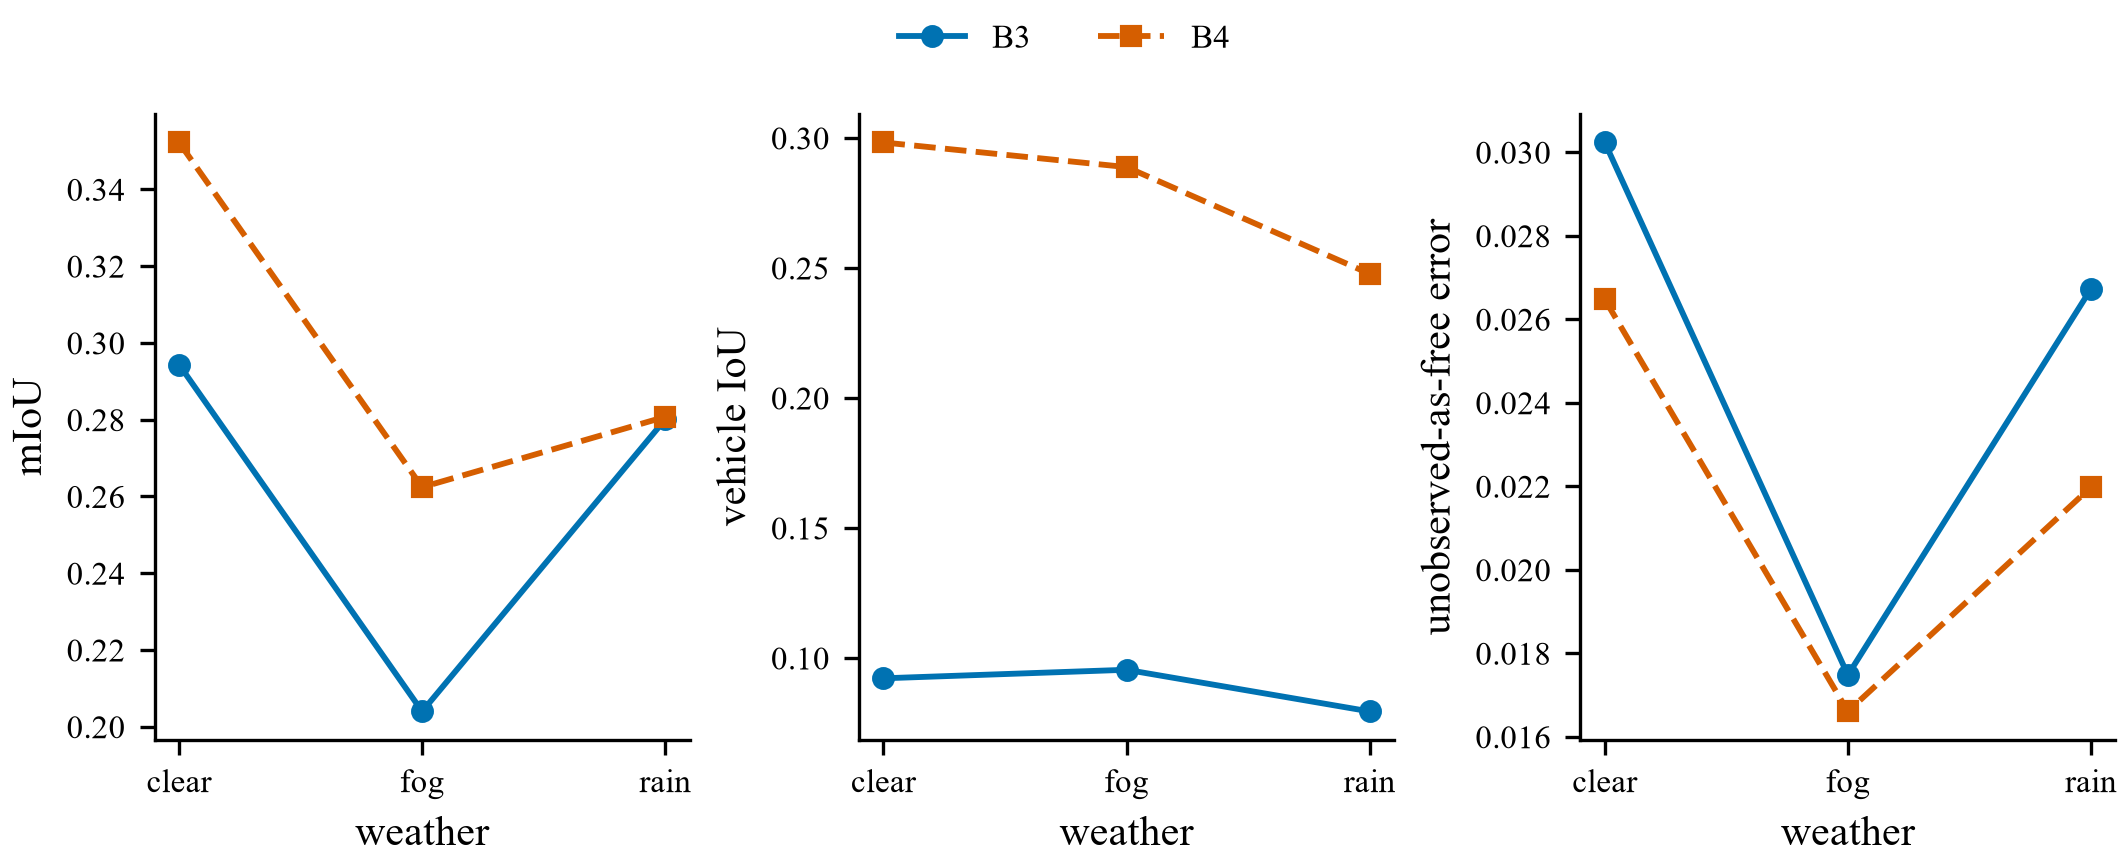 B3 B4
mIoU
0.34
0.32
0.30
0.28
0.26
0.24
0.22
0.20
clear fog rain
weather
vehicle IoU
0.30
0.25
0.20
0.15
0.10
clear fog rain
weather
unobserved-as-free error
0.030
0.028
0.026
0.024
0.022
0.020
0.018
0.016
clear fog rain
weather